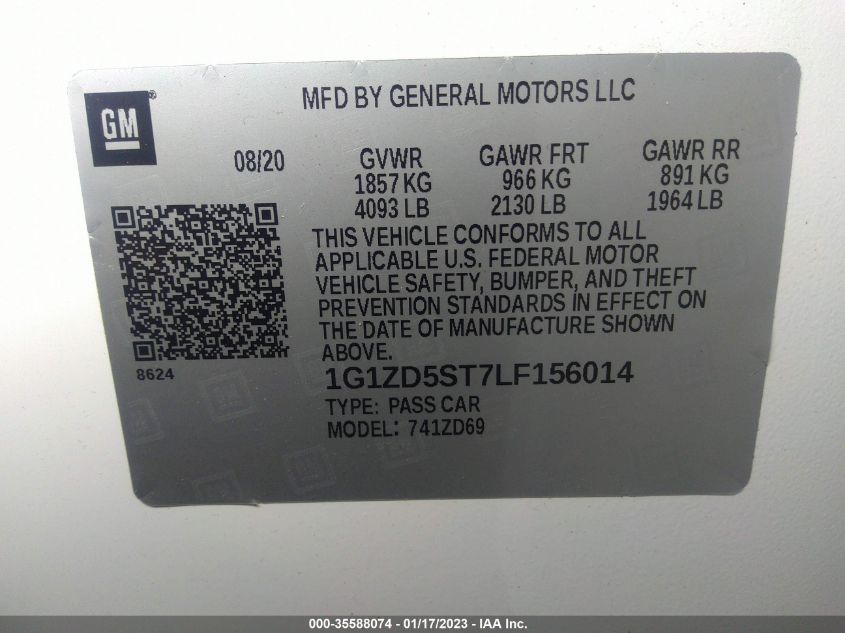 MFD BY GENERAL MOTORS LLC
GM®
08/20 GVWR GAWR FRT GAWR RR
1857 KG 966 KG 891 KG
4093 LB 2130 LB 1964 LB
THIS VEHICLE CONFORMS TO ALL
APPLICABLE U.S. FEDERAL MOTOR
VEHICLE SAFETY, BUMPER, AND THEFT
PREVENTION STANDARDS IN EFFECT ON
THE DATE OF MANUFACTURE SHOWN
ABOVE.
8624
1G1ZD5ST7LF156014
TYPE: PASS CAR
MODEL: 741ZD69
000-35588074 - 01/17/2023 - IAA Inc.